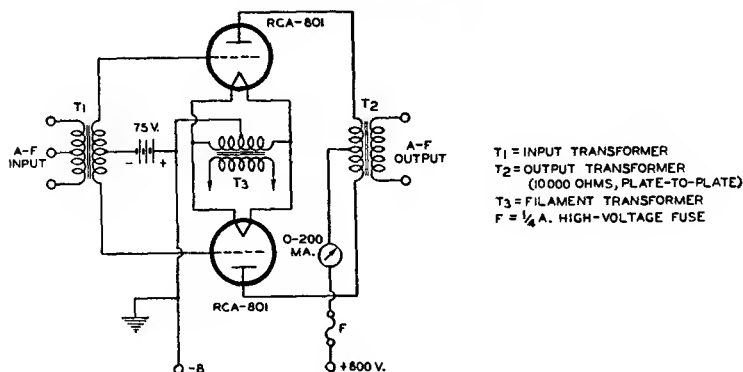 RCA-801
T1
75 V.
- +
A-F
INPUT
T3
T2
A-F
OUTPUT
0-200
MA.
RCA-801
F
-B
+600 V.
T1 = INPUT TRANSFORMER
T2 = OUTPUT TRANSFORMER
(10000 OHMS, PLATE-TO-PLATE)
T3 = FILAMENT TRANSFORMER
F = 1/4 A. HIGH-VOLTAGE FUSE